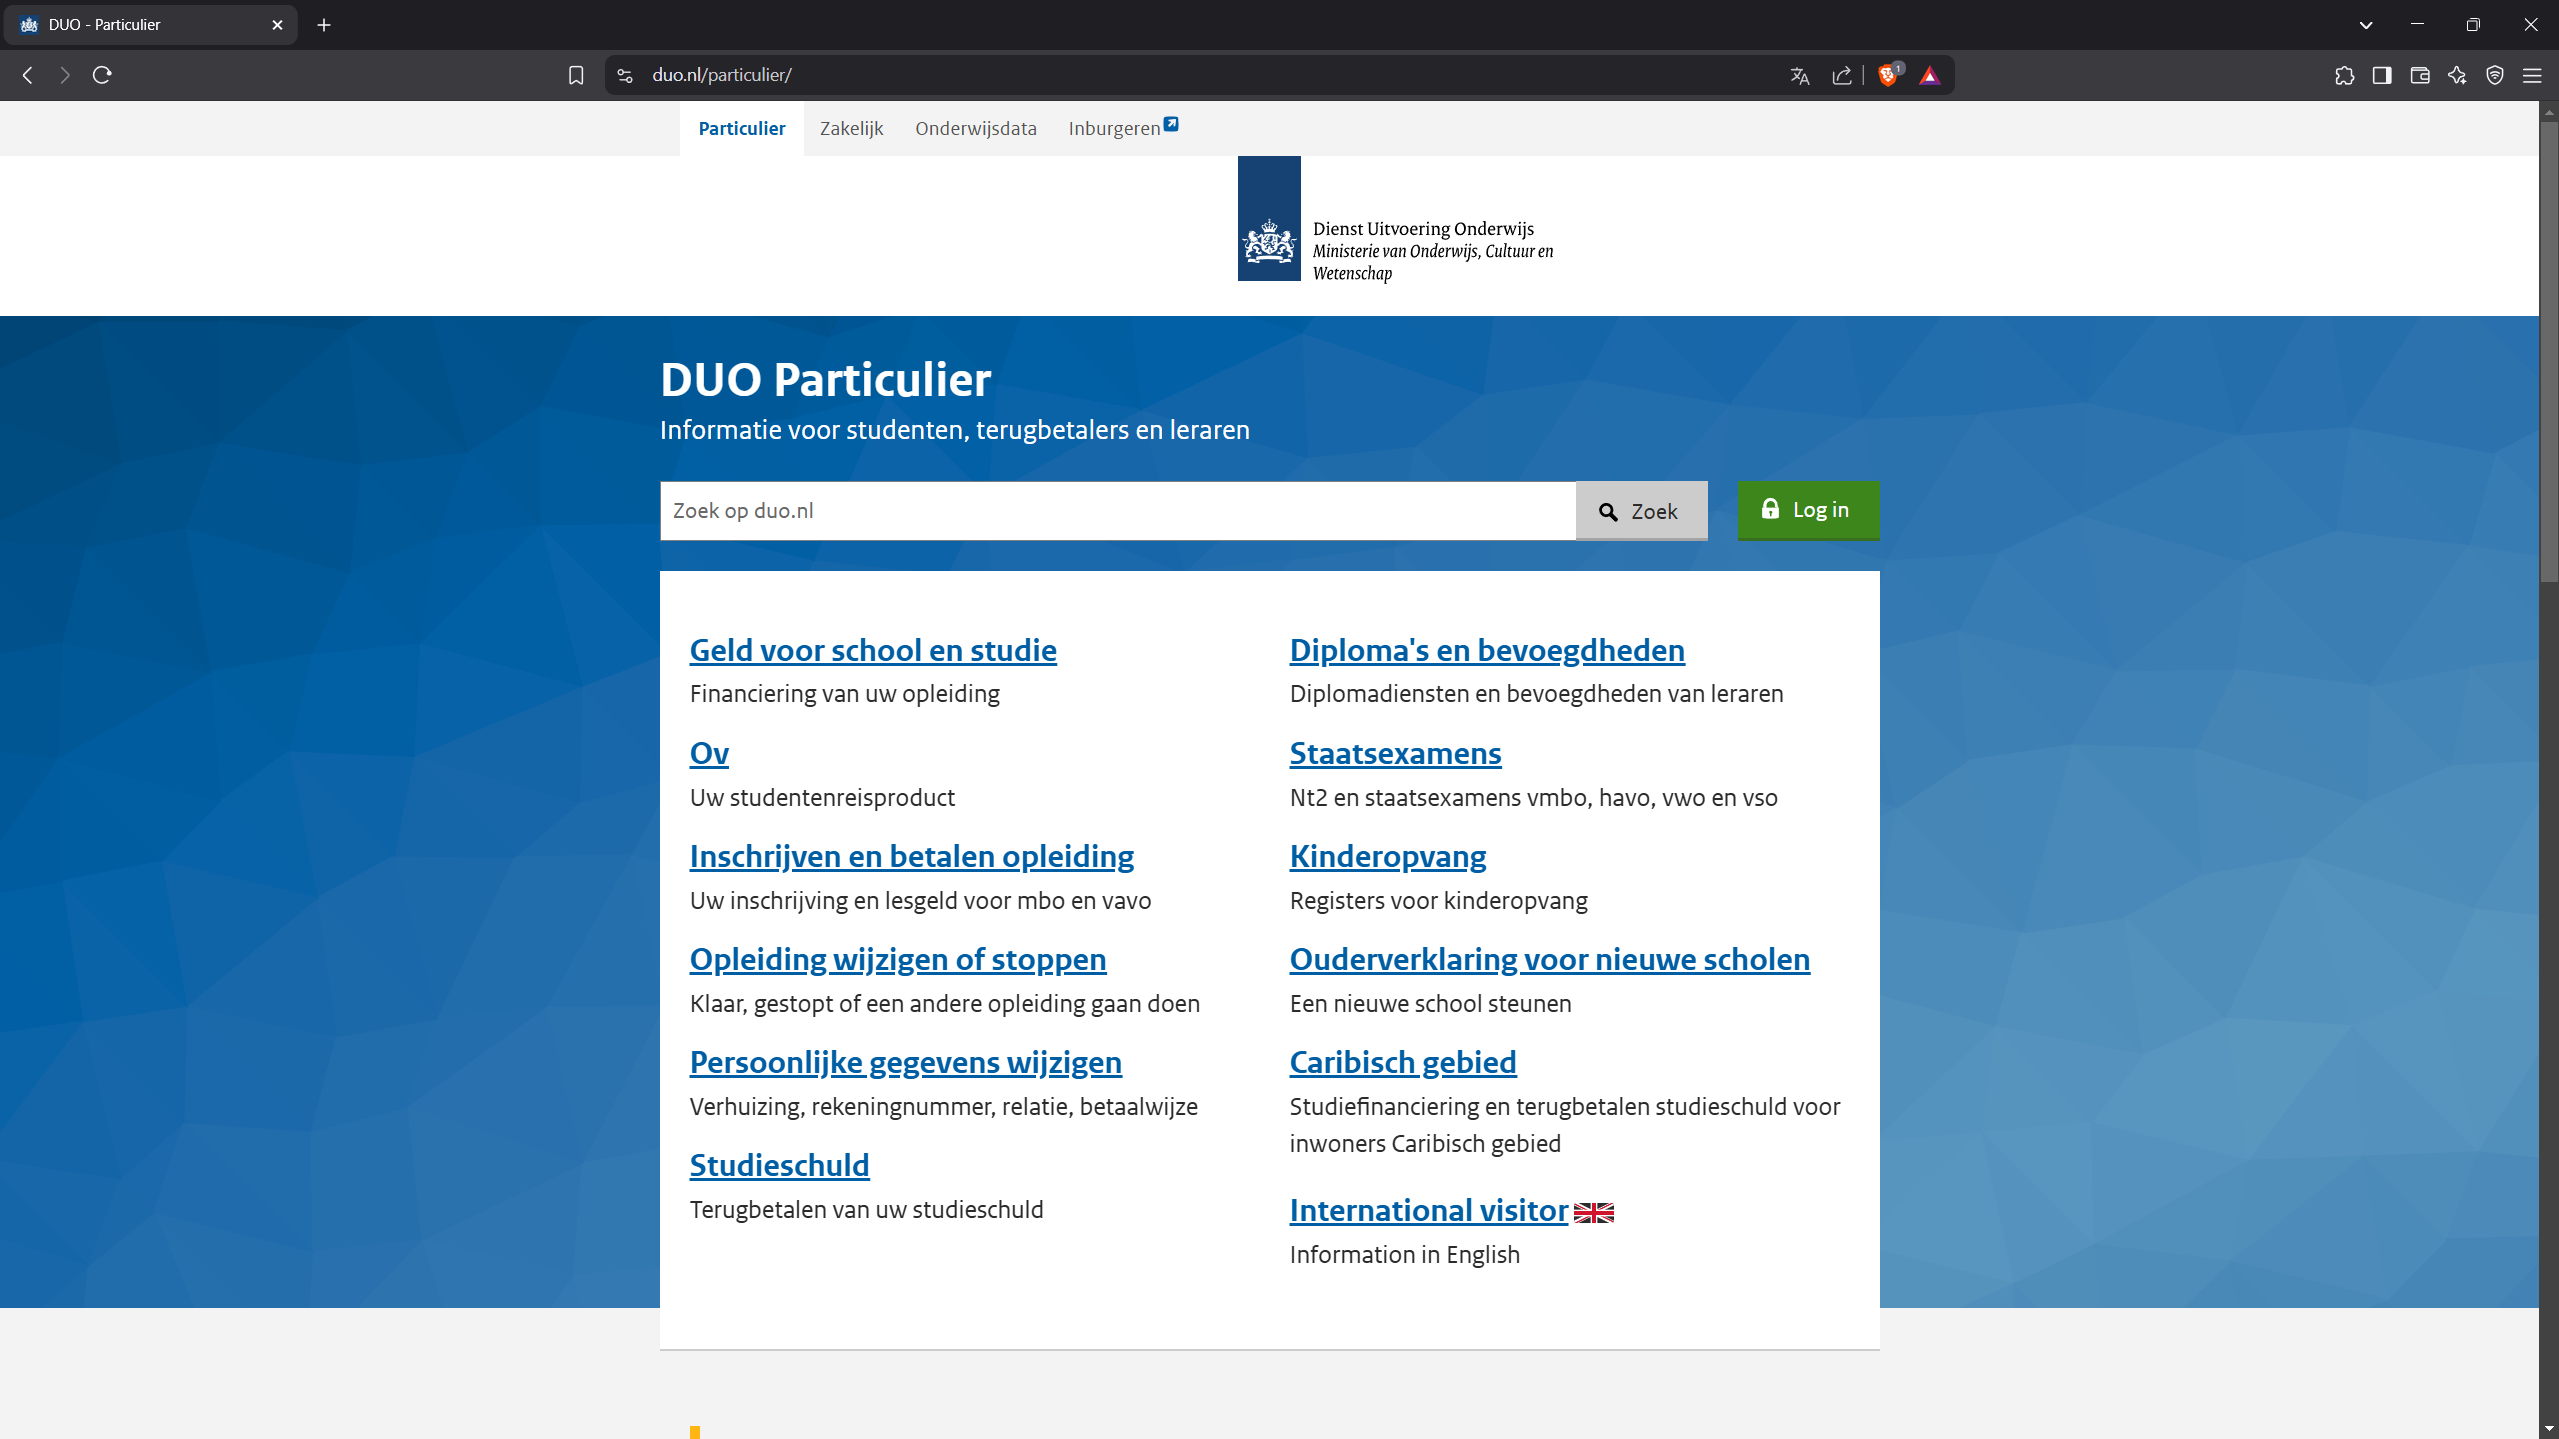 DUO - Particulier
duo.nl/particulier/
1
Particulier
Zakelijk
Onderwijsdata
Inburgeren
Dienst Uitvoering Onderwijs
Ministerie van Onderwijs, Cultuur en
Wetenschap
DUO Particulier
Informatie voor studenten, terugbetalers en leraren
Zoek op duo.nl
Zoek
Log in
Geld voor school en studie
Financiering van uw opleiding
Ov
Uw studentenreisproduct
Inschrijven en betalen opleiding
Uw inschrijving en lesgeld voor mbo en vavo
Opleiding wijzigen of stoppen
Klaar, gestopt of een andere opleiding gaan doen
Persoonlijke gegevens wijzigen
Verhuizing, rekeningnummer, relatie, betaalwijze
Studieschuld
Terugbetalen van uw studieschuld
Diploma's en bevoegdheden
Diplomadiensten en bevoegdheden van leraren
Staatsexamens
Nt2 en staatsexamens vmbo, havo, vwo en vso
Kinderopvang
Registers voor kinderopvang
Ouderverklaring voor nieuwe scholen
Een nieuwe school steunen
Caribisch gebied
Studiefinanciering en terugbetalen studieschuld voor
inwoners Caribisch gebied
International visitor
Information in English